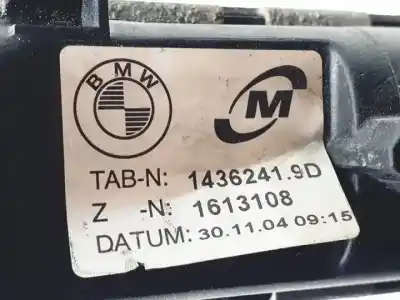 BMW
M
TAB-N: 1436241.9D
Z -N: 1613108
DATUM: 30.11.04 09:15